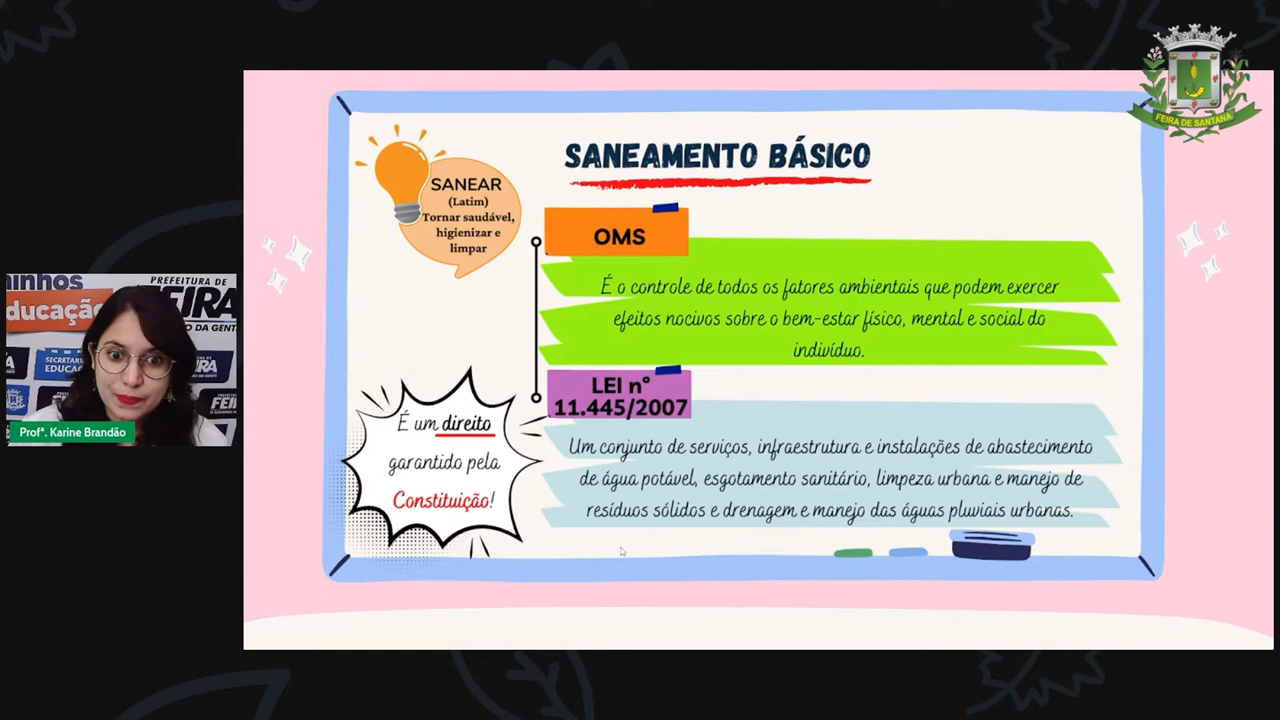 FEIRA DE SANTANA
SANEAMENTO BÁSICO
SANEAR
(Latim)
Tornar saudável,
higienizar e
limpar
OMS
É o controle de todos os fatores ambientais que podem exercer
efeitos nocivos sobre o bem-estar físico, mental e social do
indivíduo.
LEI nº
11.445/2007
Um conjunto de serviços, infraestrutura e instalações de abastecimento
de água potável, esgotamento sanitário, limpeza urbana e manejo de
resíduos sólidos e drenagem e manejo das águas pluviais urbanas.
É um direito
garantido pela
Constituição!
PREFEITURA DE
FEIRA
Profª. Karine Brandão